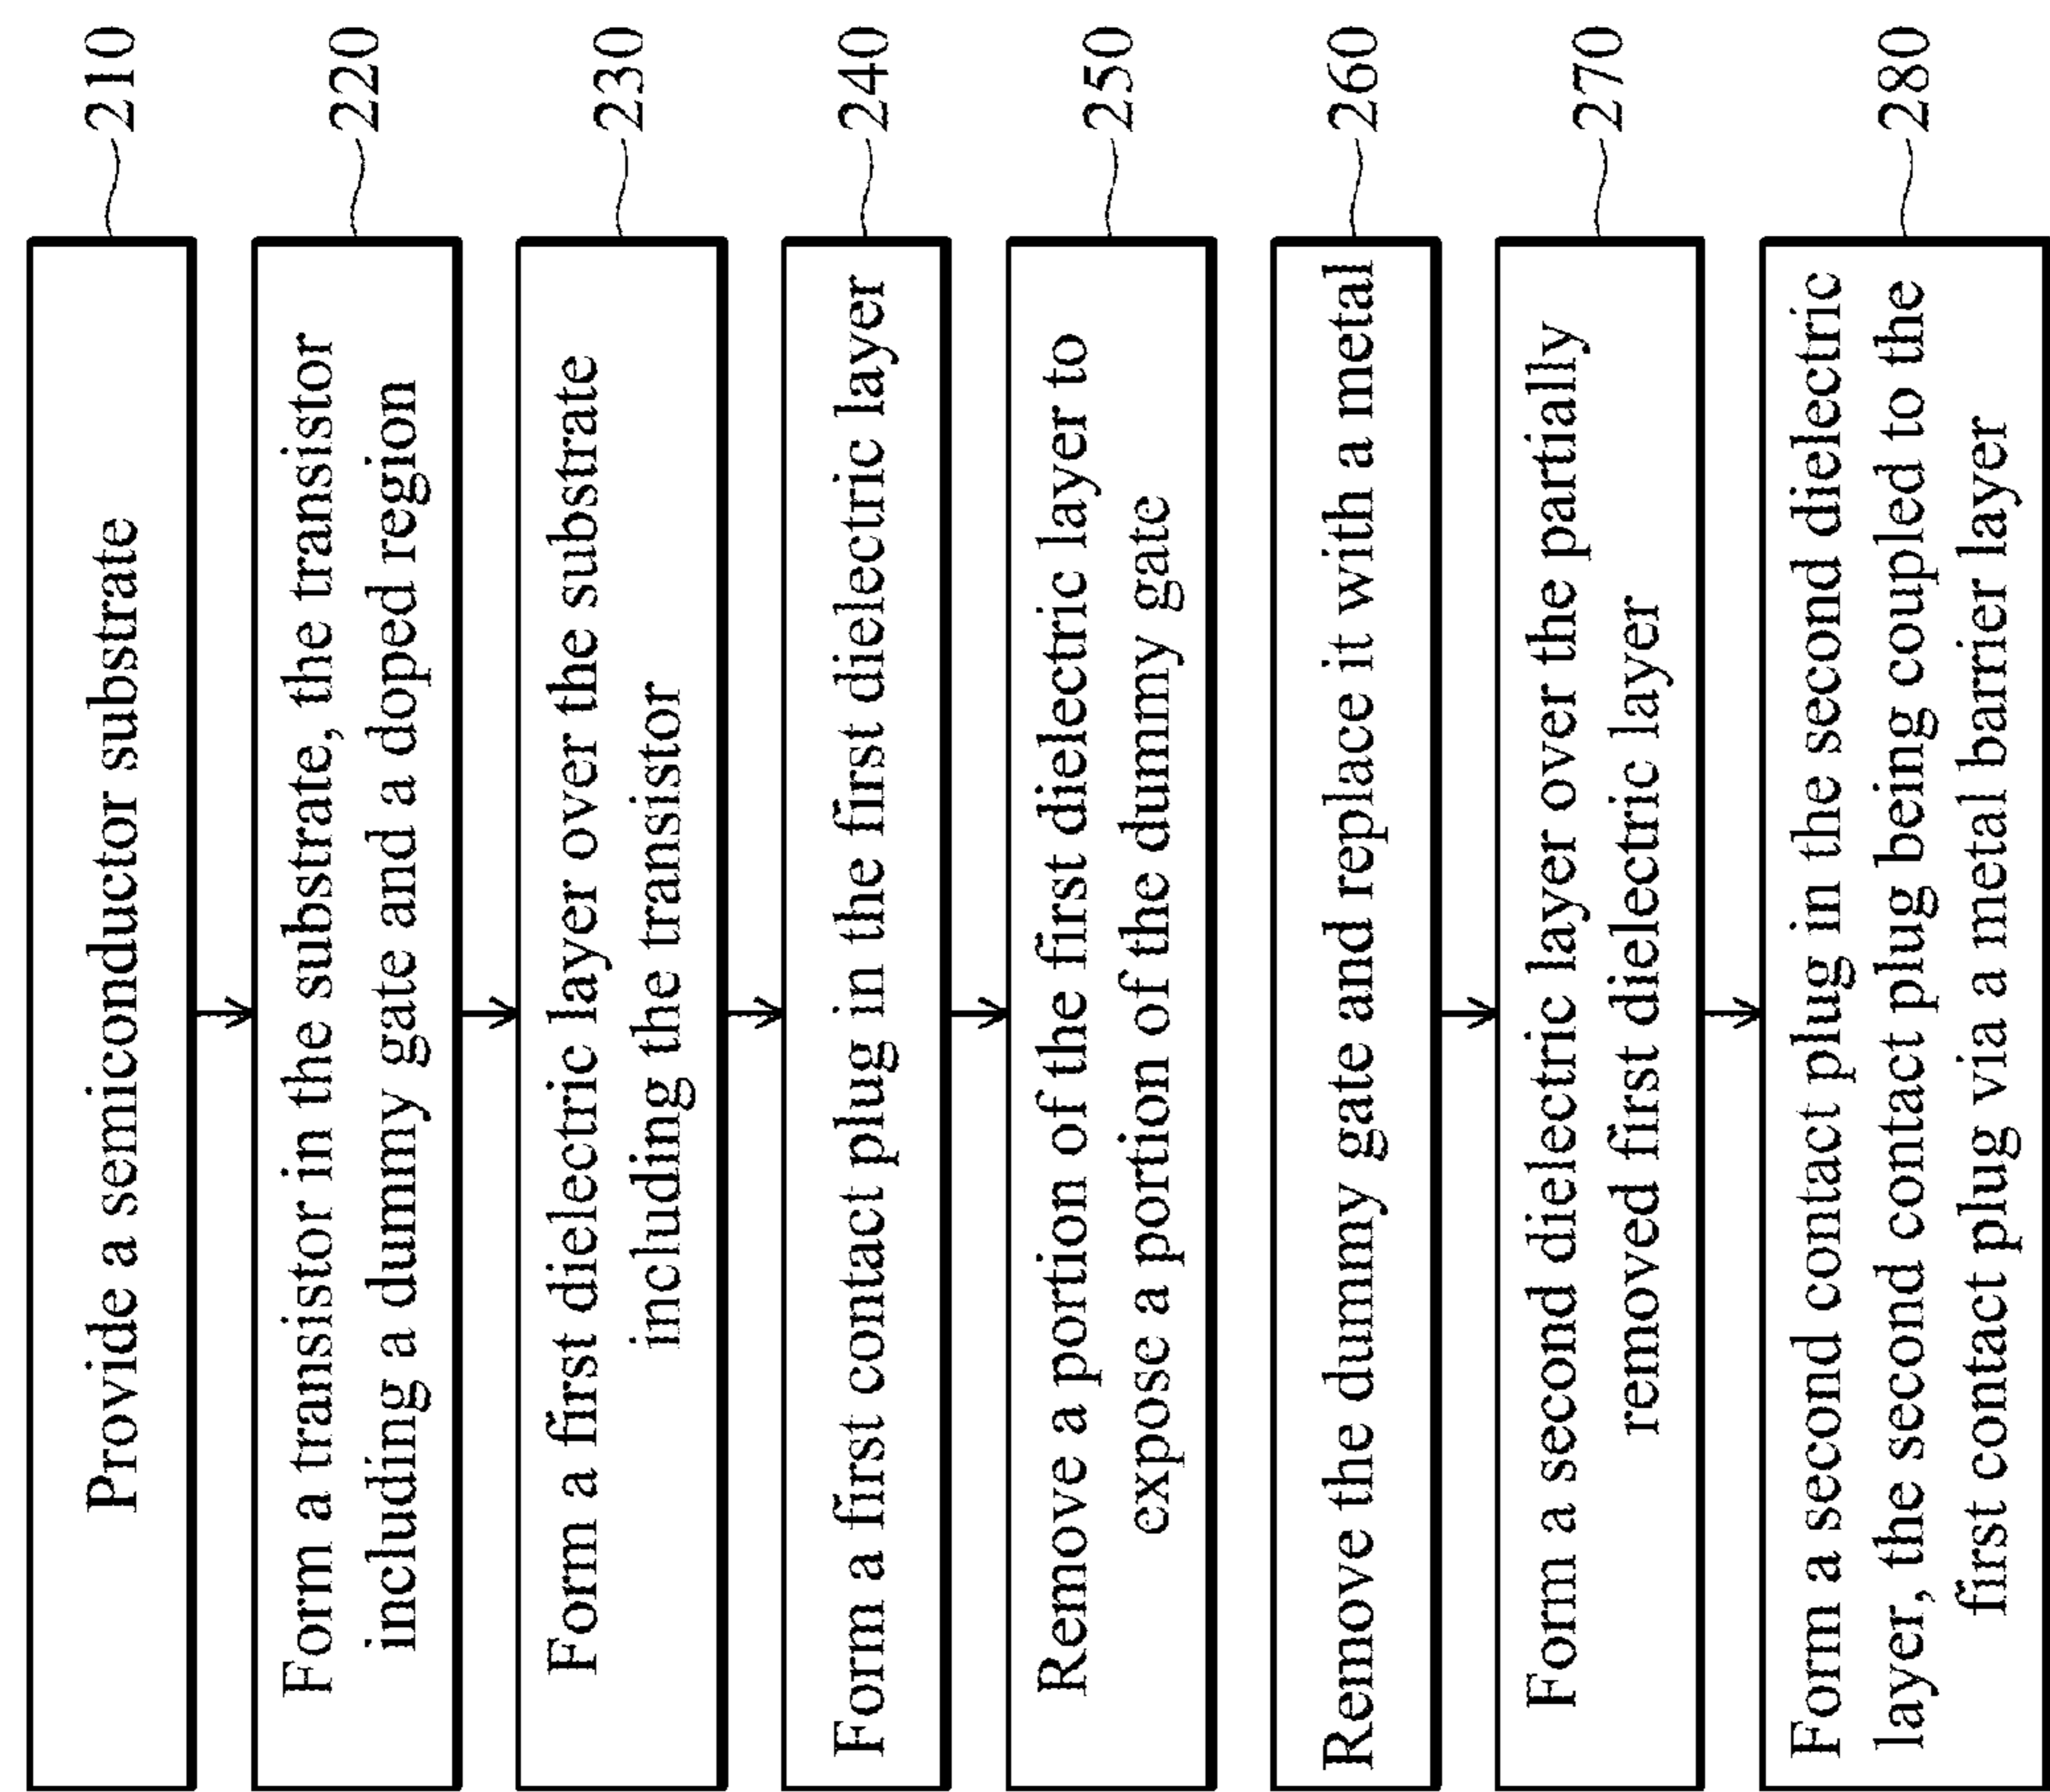 Provide a semiconductor substrate
210
Form a transistor in the substrate, the transistor
including a dummy gate and a doped region
220
Form a first dielectric layer over the substrate
including the transistor
230
Form a first contact plug in the first dielectric layer
240
Remove a portion of the first dielectric layer to
expose a portion of the dummy gate
250
Remove the dummy gate and replace it with a metal
260
Form a second dielectric layer over the partially
removed first dielectric layer
270
Form a second contact plug in the second dielectric
layer, the second contact plug being coupled to the
first contact plug via a metal barrier layer
280